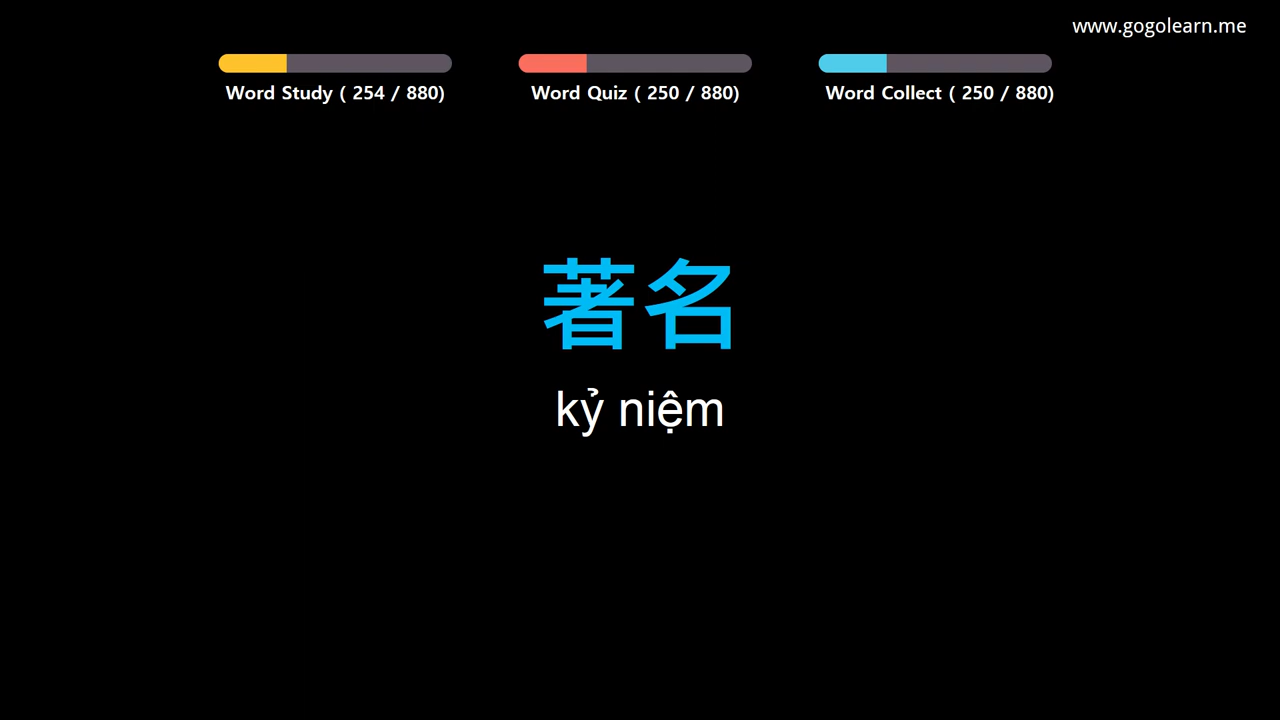 www.gogolearn.me
Word Study ( 254 / 880)
Word Quiz ( 250 / 880)
Word Collect ( 250 / 880)
著名
kỷ niệm